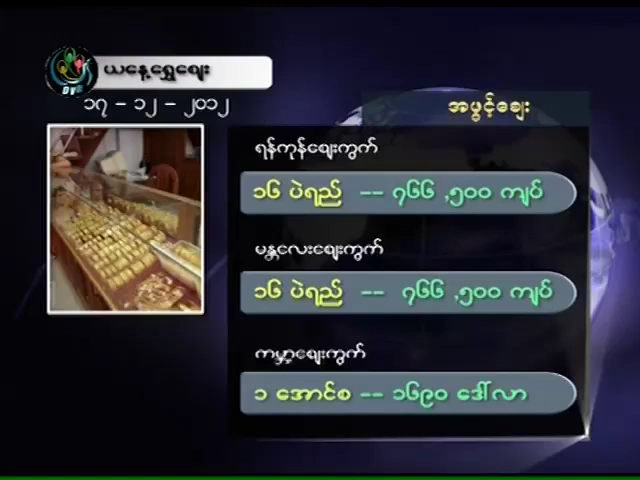 ယနေ့ရွှေဈေး
၁၇ - ၁၂ - ၂၀၁၂
အဖွင့်ဈေး
ရန်ကုန်ဈေးကွက်
၁၆ ပဲရည် -- ၇၆၆ ,၅၀၀ ကျပ်
မန္တလေးဈေးကွက်
၁၆ ပဲရည် -- ၇၆၆ ,၅၀၀ ကျပ်
ကမ္ဘာ့ဈေးကွက်
၁ အောင်စ -- ၁၆၉၀ ဒေါ်လာ